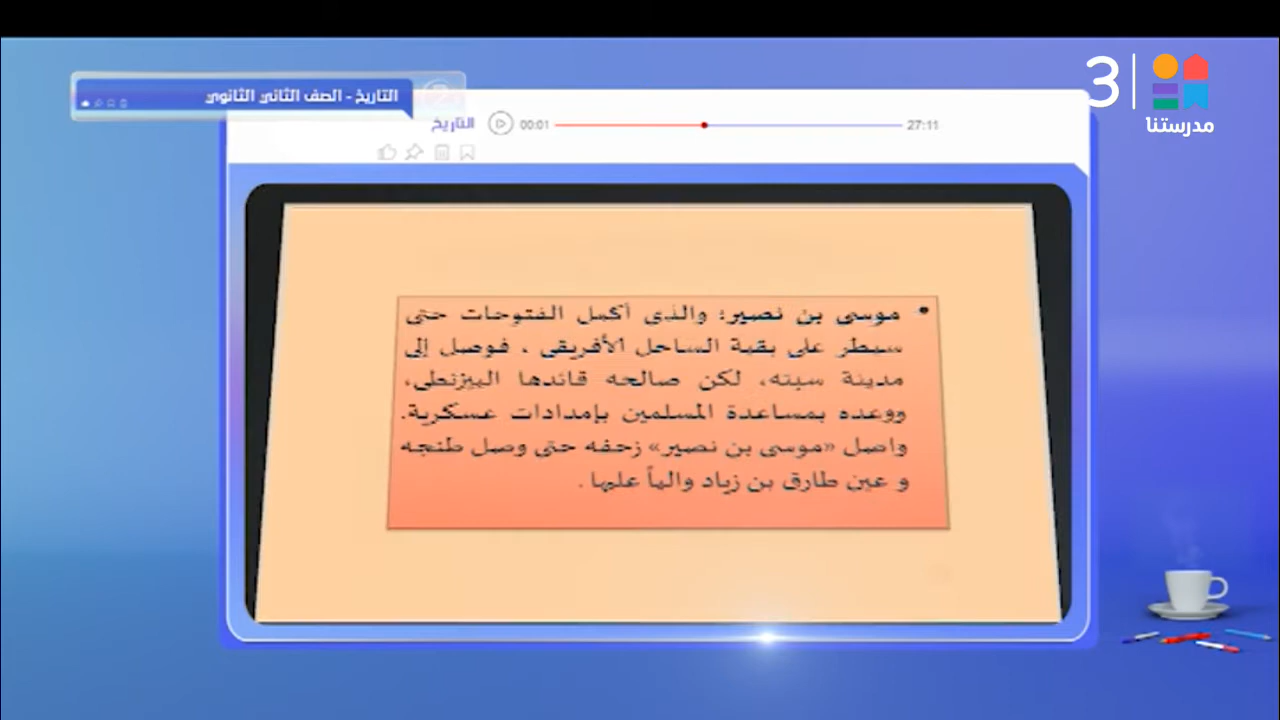 التاريخ - الصف الثاني الثانوي
3
مدرستنا
التاريخ
00:01
27:11
• موسى بن نصير: والذى أكمل الفتوحات حتى
سيطر على بقية الساحل الأفريقى ، فوصل إلى
مدينة سبته، لكن صالحه قائدها البيزنطى،
ووعده بمساعدة المسلمين بإمدادات عسكرية.
واصل «موسى بن نصير» زحفه حتى وصل طنجه
و عين طارق بن زياد والياً عليها .